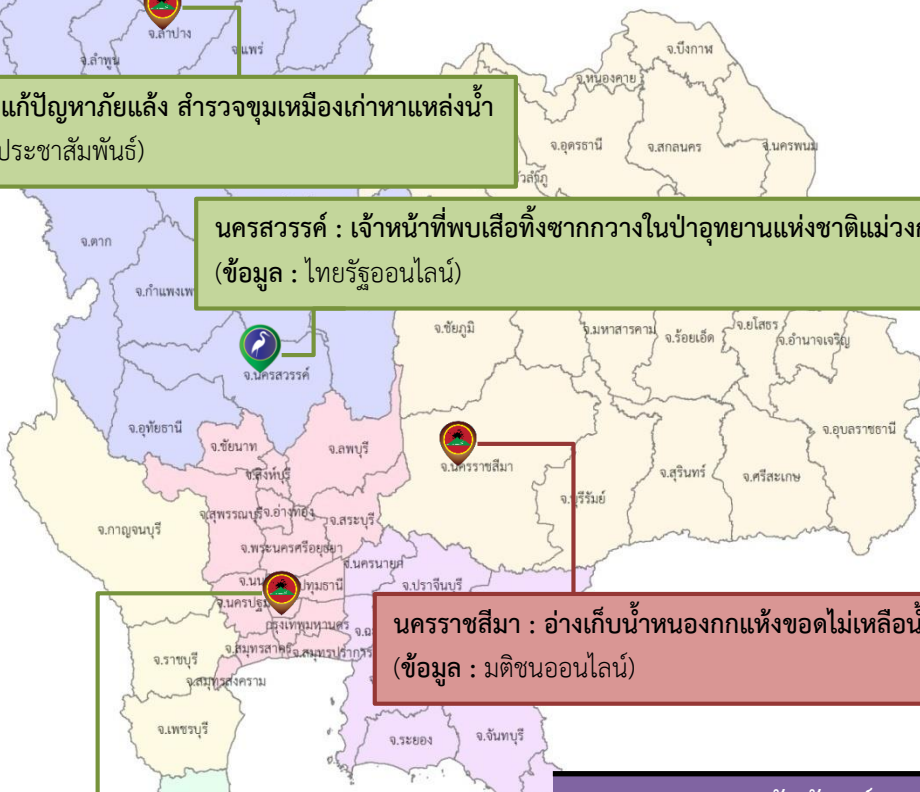 จ.ลำปาง
จ.แพร่
จ.ลำพูน
จ.บึงกาฬ
จ.หนองคาย
แก้ปัญหาภัยแล้ง สำรวจขุมเหมืองเก่าหาแหล่งน้ำ
ประชาสัมพันธ์)
จ.อุดรธานี
จ.สกลนคร
จ.นครพนม
จ.ตาก
นครสวรรค์ : เจ้าหน้าที่พบเสือทิ้งซากกวางในป่าอุทยานแห่งชาติแม่วงก
(ข้อมูล : ไทยรัฐออนไลน์)
จ.กำแพงเพ
จ.ชัยภูมิ
จ.มหาสารคาม
จ.ร้อยเอ็ด
จ.ยโสธร
จ.อำนาจเจริญ
จ.นครสวรรค์
จ.อุทัยธานี
จ.ชัยนาท
จ.ลพบุรี
จ.นครราชสีมา
จ.อุบลราชธานี
จ.สิงห์บุรี
จ.สุรินทร์
จ.ศรีสะเกษ
จ.บุรีรัมย์
จ.สุพรรณบุรี
จ.อ่างทอง
จ.สระบุรี
จ.กาญจนบุรี
จ.พระนครศรีอยุธยา
จ.นครนายก
จ.นน
ปทุมธานี
จ.ปราจีนบุรี
จ.นครปฐม
กรุงเทพมหานคร
จ.ฉ
นครราชสีมา : อ่างเก็บน้ำหนองกกแห้งขอดไม่เหลือน้
(ข้อมูล : มติชนออนไลน์)
จ.ราชบุรี
จ.สมุทรสาคร
จ.สมุทรปราการ
จ.สมุทรสงคราม
จ.เพชรบุรี
จ.ระยอง
จ.จันทบุรี